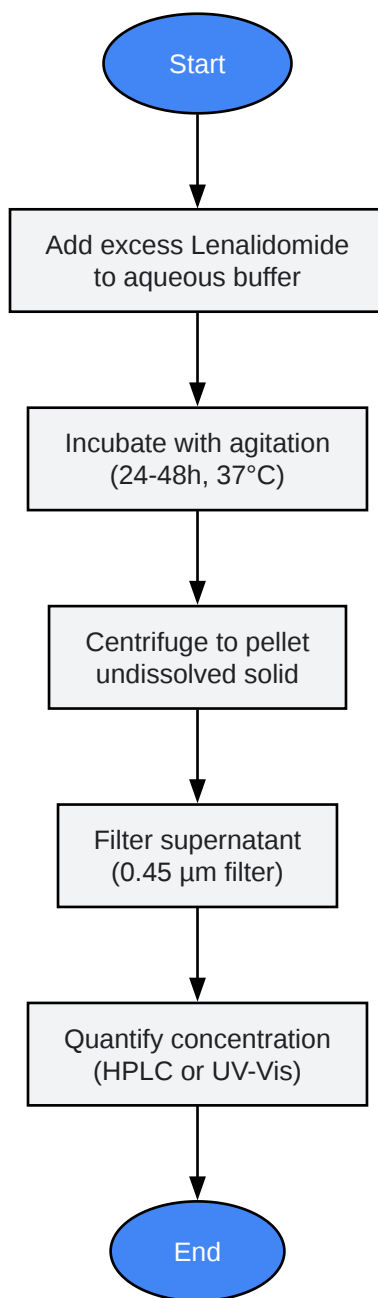 Start
Add excess Lenalidomide
to aqueous buffer
Incubate with agitation
(24-48h, 37°C)
Centrifuge to pellet
undissolved solid
Filter supernatant
(0.45 µm filter)
Quantify concentration
(HPLC or UV-Vis)
End